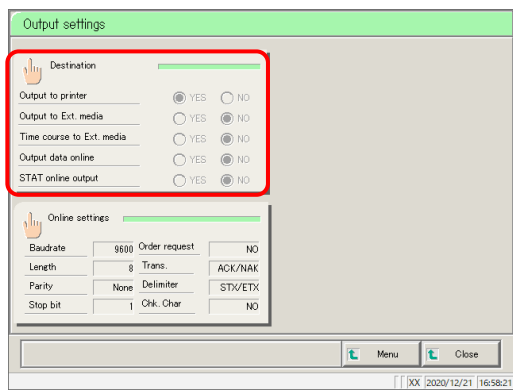 Output settings
Destination
Output to printer YES NO
Output to Ext. media YES NO
Time course to Ext. media YES NO
Output data online YES NO
STAT online output YES NO
Online settings
Baudrate 9600 Order request NO
Length 8 Trans. ACK/NAK
Parity None Delimiter STX/ETX
Stop bit 1 Chk. Char NO
Menu Close
XX 2020/12/21 16:58:21